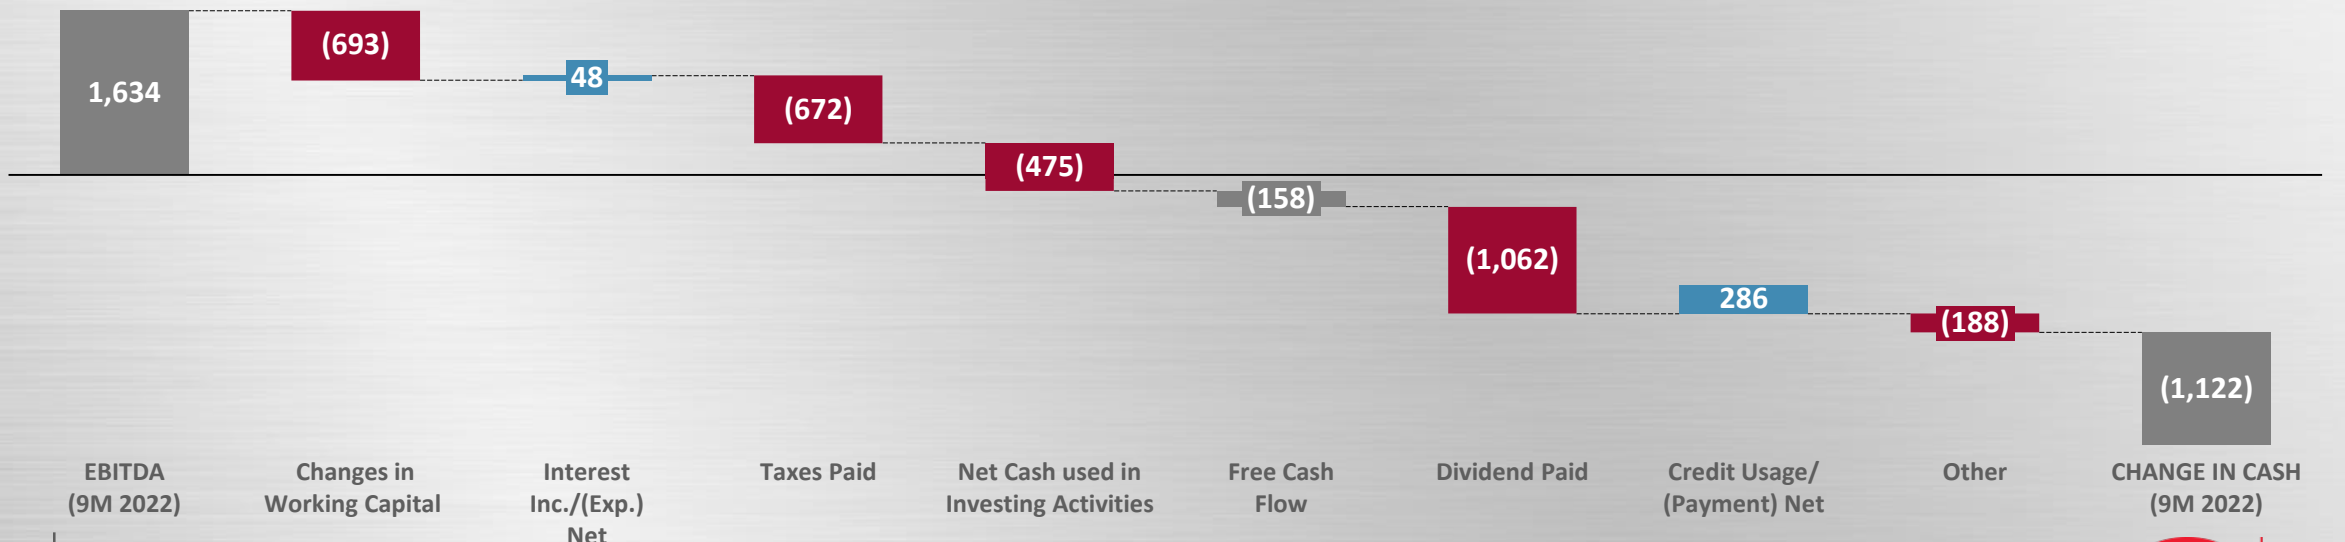 1,634
(693)
48
(672)
(475)
(158)
(1,062)
286
(188)
(1,122)
EBITDA
(9M 2022)
Changes in
Working Capital
Interest
Inc./(Exp.)
Net
Taxes Paid
Net Cash used in
Investing Activities
Free Cash
Flow
Dividend Paid
Credit Usage/
(Payment) Net
Other
CHANGE IN CASH
(9M 2022)